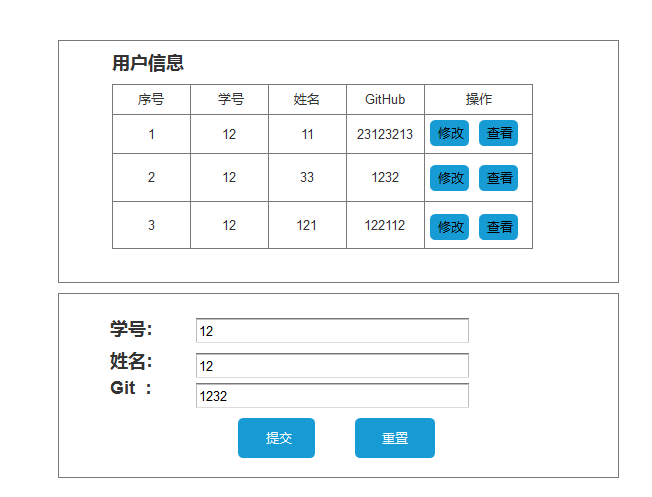 用户信息
序号 学号 姓名 GitHub 操作
1 12 11 23123213 修改 查看
2 12 33 1232 修改 查看
3 12 121 122112 修改 查看
学号: 12
姓名: 12
Git : 1232
提交 重置